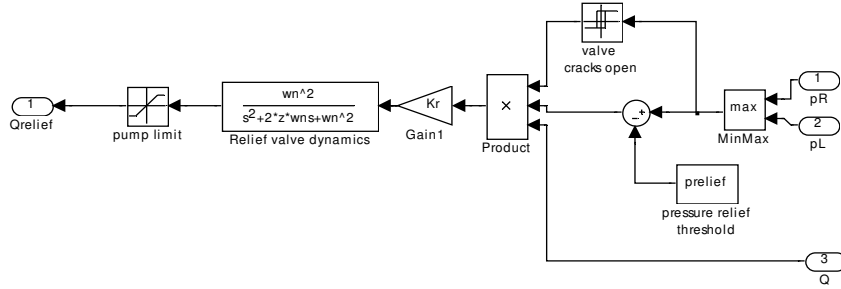 valve
cracks open
1
pR
max
MinMax
2
pL
1
Qrelief
pump limit
wn^2
s^2+2*z*wns+wn^2
Relief valve dynamics
Kr
Gain1
×
Product
+
-
prelief
pressure relief
threshold
3
Q